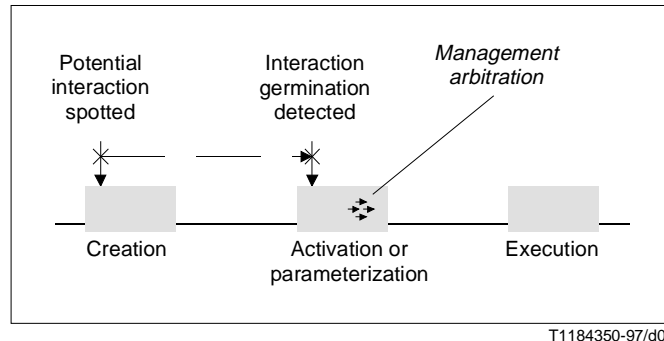 Potential
interaction
spotted
Interaction
germination
detected
Management
arbitration
Creation
Activation or
parameterization
Execution
T1184350-97/d0